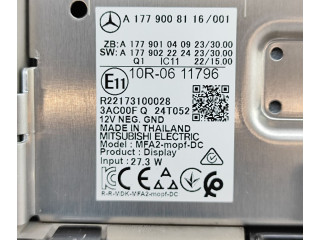 A 177 900 81 16/001
ZB: A 177 901 04 09 23/30.00
SW: A 177 902 22 24 23/30.00
Q1 IC11 22/15.00
E11 10R-06 11796
R22173100028
3AC00F Q 24T052
12V NEG. GND
MADE IN THAILAND
MITSUBISHI ELECTRIC
Model : MFA2-mopf-DC
Product : Display
Input : 27.3 W
R-R-VDK-MFA2-mopf-DC